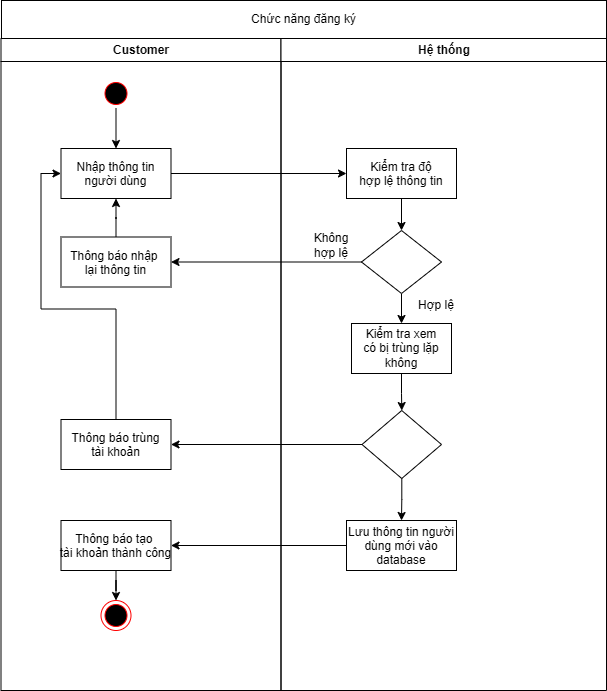 Chức năng đăng ký
Customer
Hệ thống
Nhập thông tin
người dùng
Kiểm tra độ
hợp lệ thông tin
Không
hợp lệ
Thông báo nhập
lại thông tin
Hợp lệ
Kiểm tra xem
có bị trùng lặp
không
Thông báo trùng
tài khoản
Lưu thông tin người
dùng mới vào
database
Thông báo tạo
tài khoản thành công